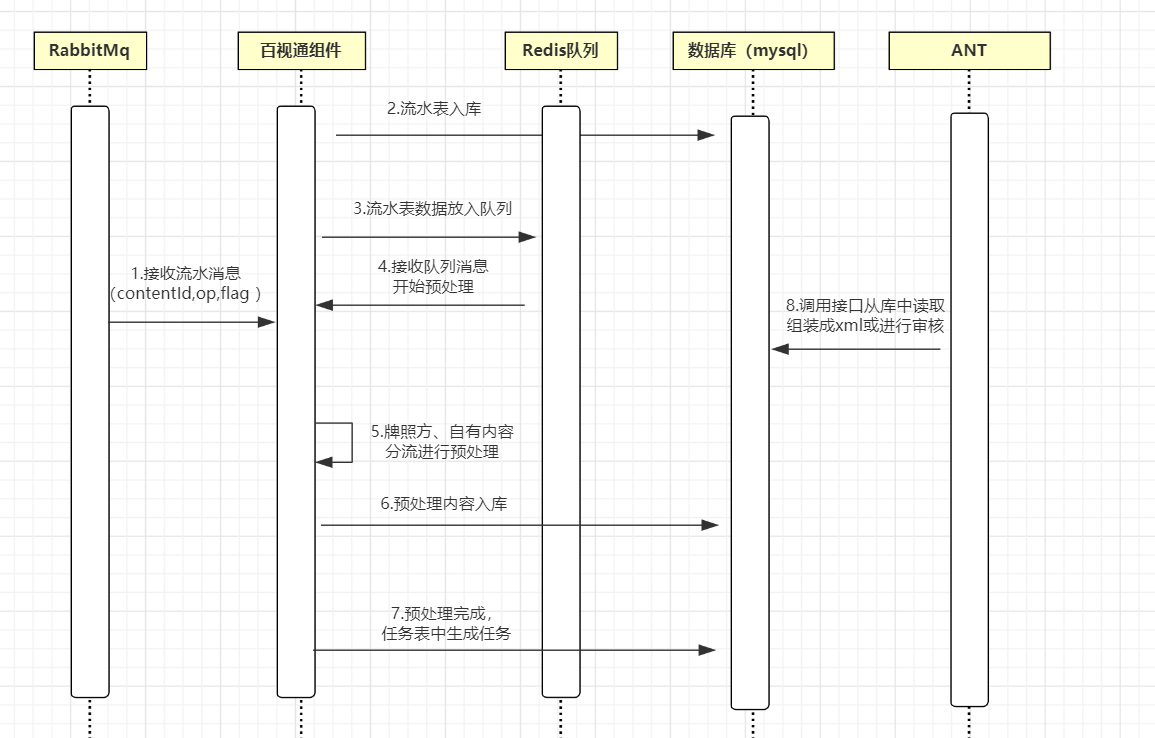 RabbitMq
百视通组件
Redis队列
数据库（mysql）
ANT
2.流水表入库
3.流水表数据放入队列
1.接收流水消息
（contentId,op,flag ）
4.接收队列消息
开始预处理
8.调用接口从库中读取
组装成xml或进行审核
5.牌照方、自有内容
分流进行预处理
6.预处理内容入库
7.预处理完成，
任务表中生成任务